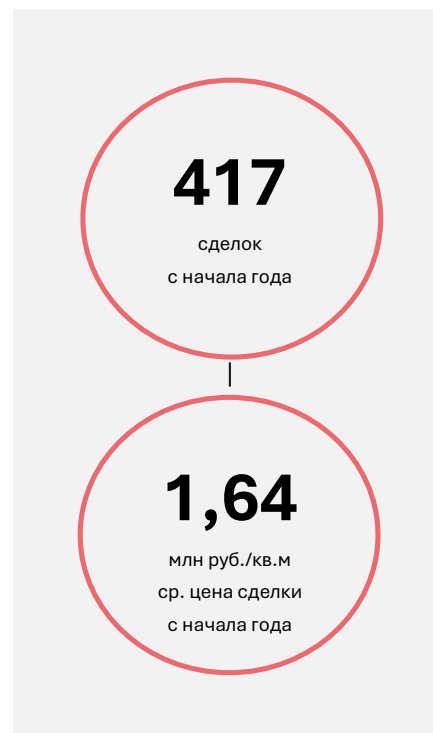 417
сделок
с начала года
1,64
млн руб./кв.м
ср. цена сделки
с начала года